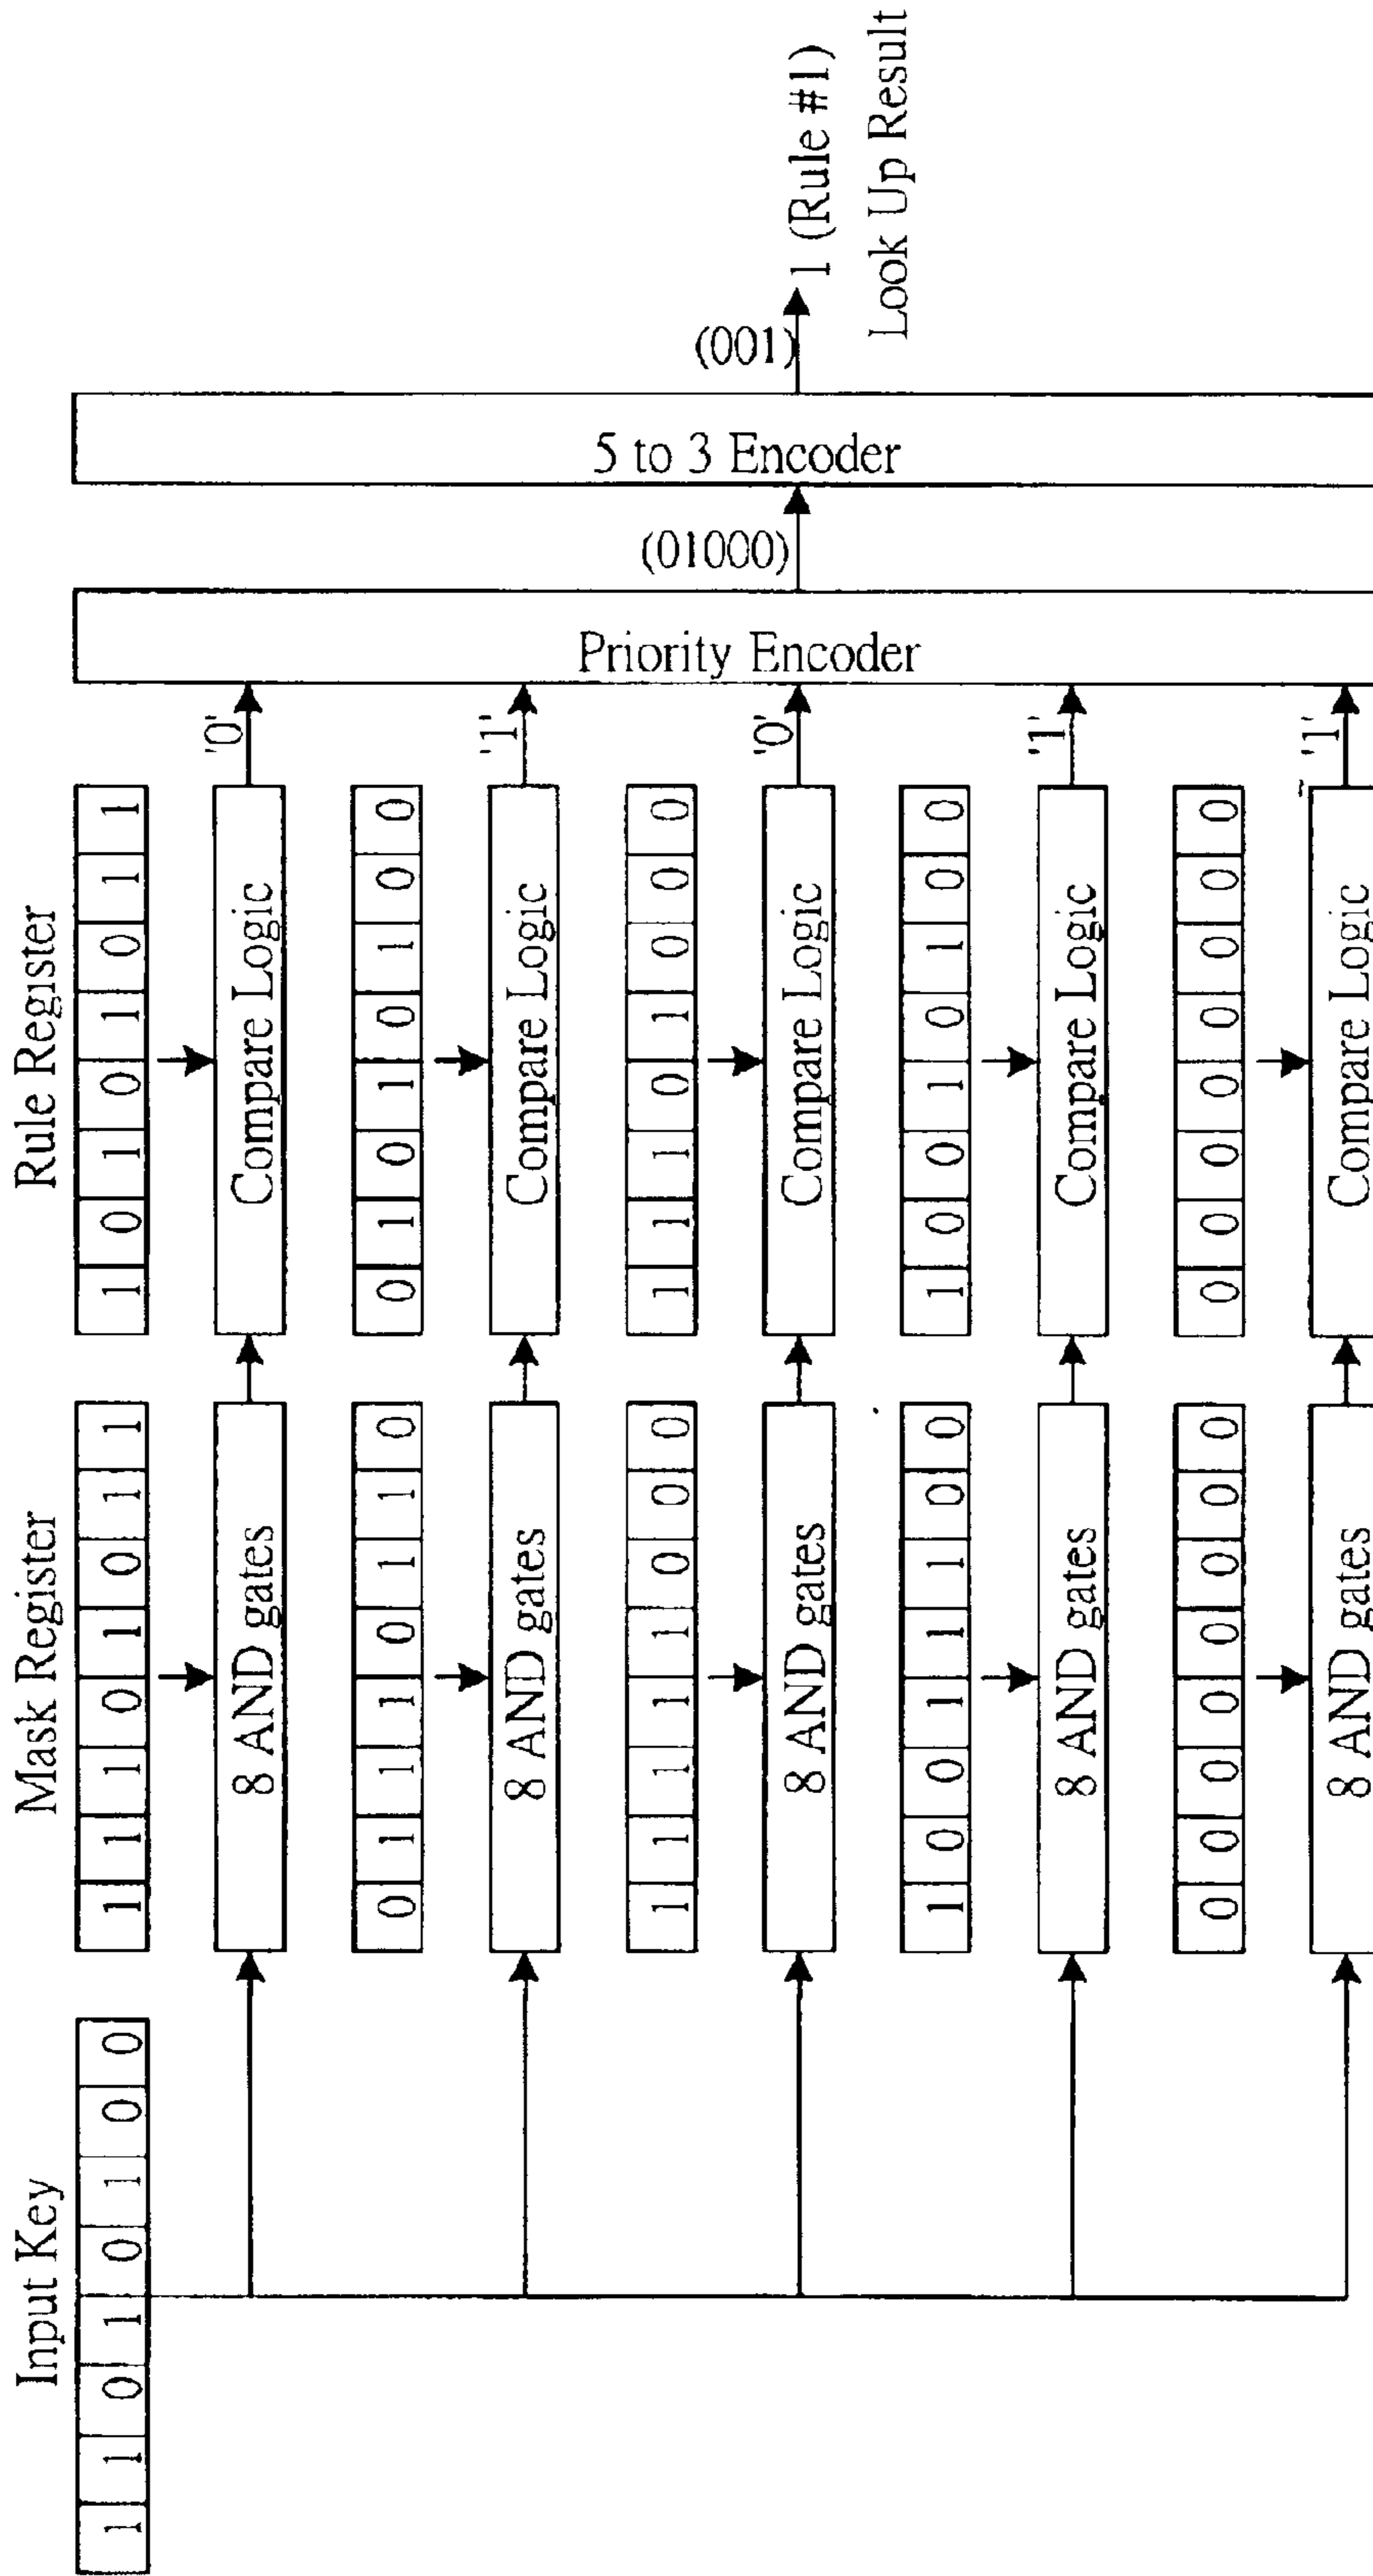 Input Key
Mask Register
Rule Register
1 1 0 1 0 1 0 0
1 1 1 0 1 0 1 1
1 0 1 0 1 0 1 1
8 AND gates
Compare Logic
'0'
0 1 1 1 0 1 1 0
0 1 0 1 0 1 0 0
8 AND gates
Compare Logic
'1'
1 1 1 1 1 0 0 0
1 1 1 0 1 0 0 0
8 AND gates
Compare Logic
'0'
1 0 0 1 1 1 0 0
1 0 0 1 0 1 0 0
8 AND gates
Compare Logic
'1'
0 0 0 0 0 0 0 0
0 0 0 0 0 0 0 0
8 AND gates
Compare Logic
'1'
Priority Encoder
(01000)
5 to 3 Encoder
(001)
1 (Rule #1)
Look Up Result